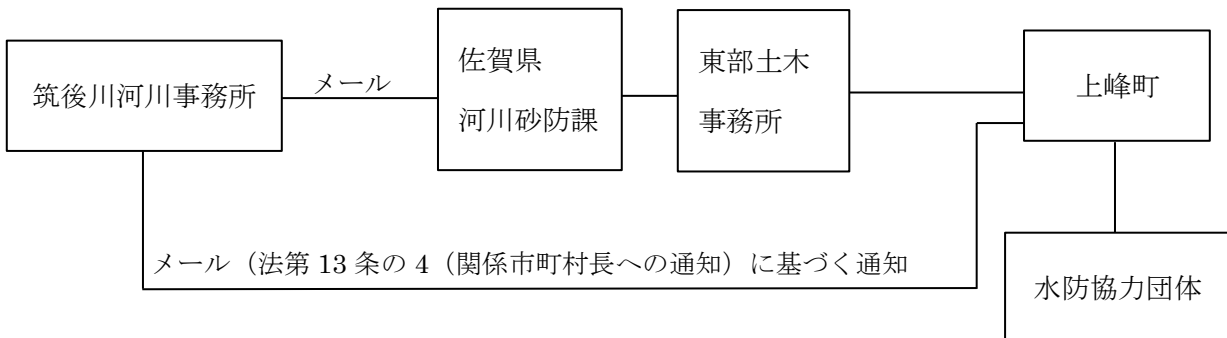 筑後川河川事務所
メール
佐賀県
河川砂防課
東部土木
事務所
上峰町
メール（法第 13 条の 4（関係市町村長への通知）に基づく通知
水防協力団体